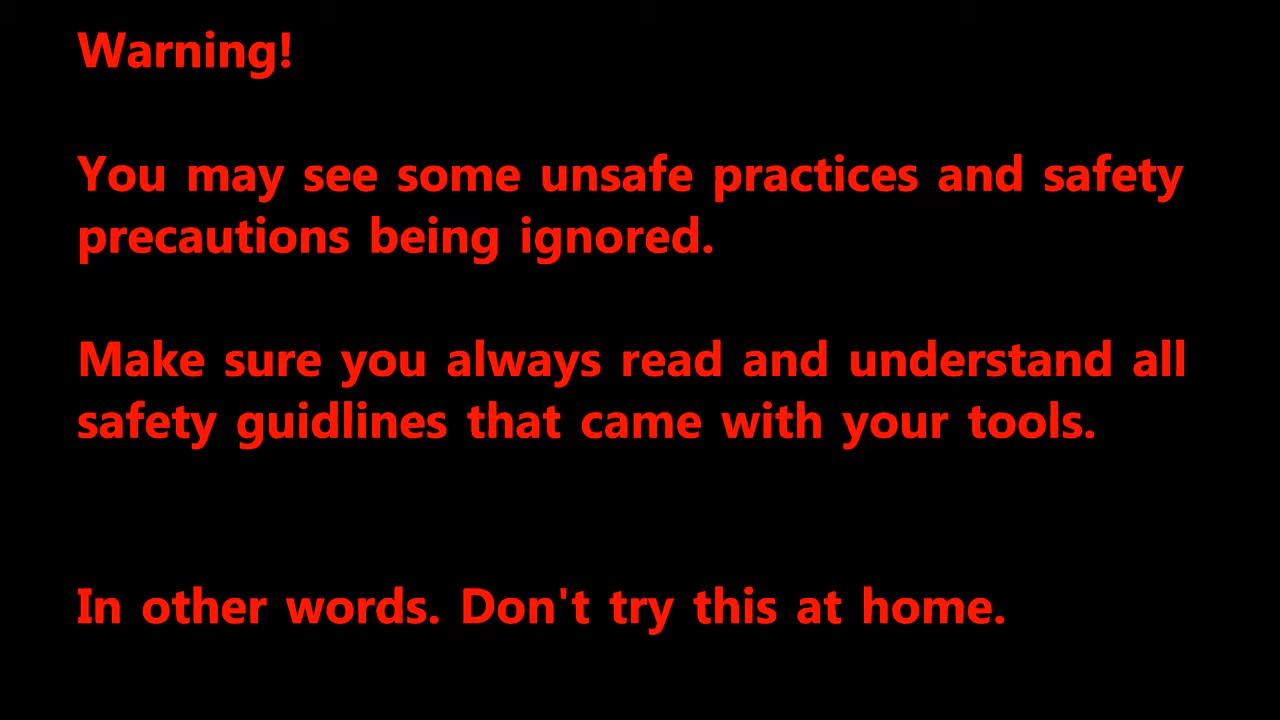 Warning!
You may see some unsafe practices and safety
precautions being ignored.
Make sure you always read and understand all
safety guidlines that came with your tools.
In other words. Don't try this at home.